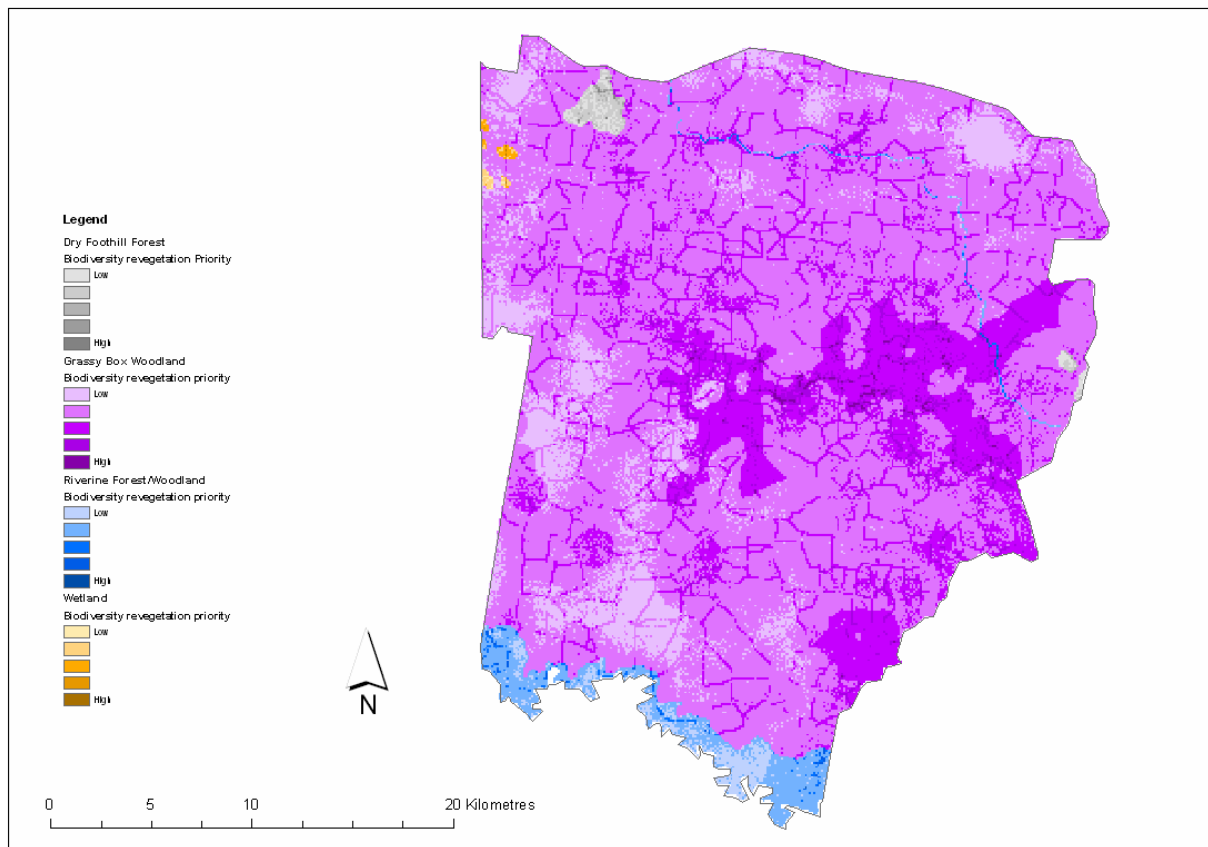 Legend
Dry Foothill Forest
Biodiversity revegetation Priority
Low
High
Grassy Box Woodland
Biodiversity revegetation priority
Low
High
Riverine Forest/Woodland
Biodiversity revegetation priority
Low
High
Wetland
Biodiversity revegetation priority
Low
High
N
0 5 10 20 Kilometres